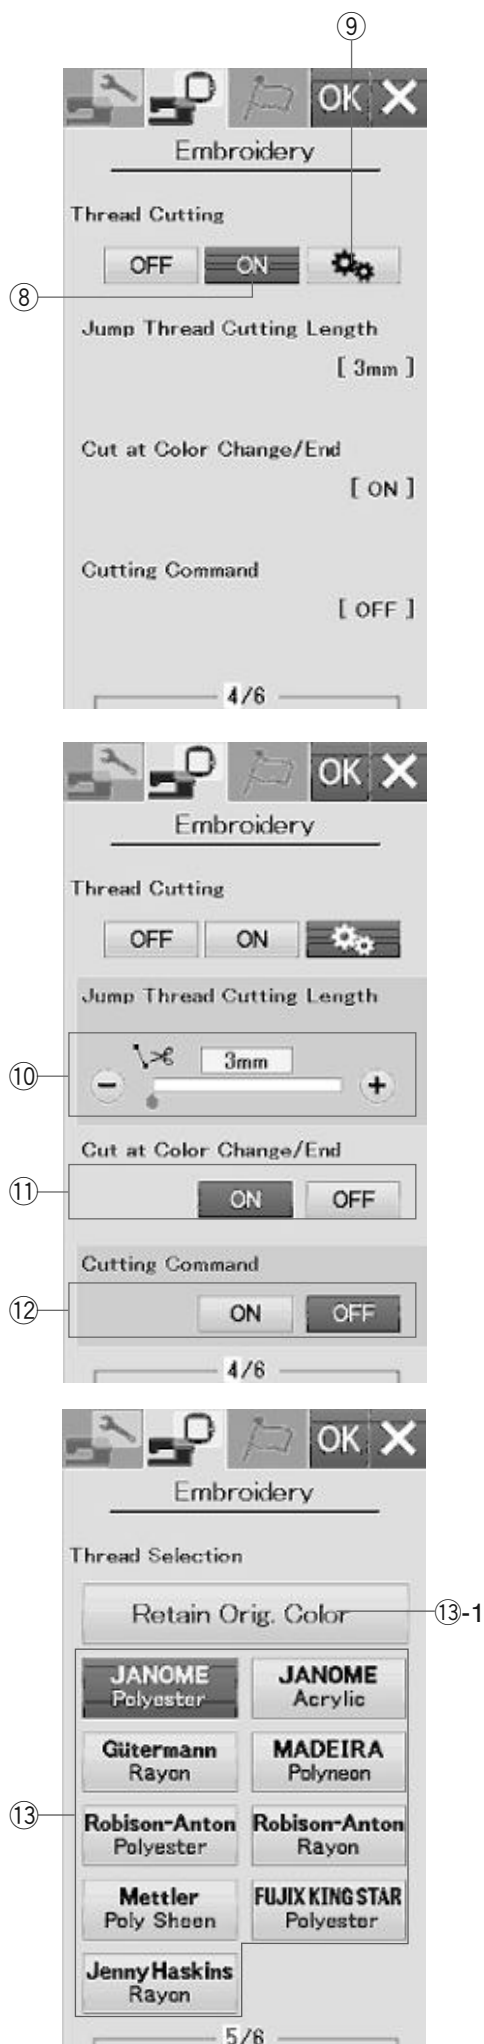 ⑨
OK
Embroidery
Thread Cutting
OFF ON
⑧
Jump Thread Cutting Length
[ 3mm ]
Cut at Color Change/End
[ ON ]
Cutting Command
[ OFF ]
4/6
OK
Embroidery
Thread Cutting
OFF ON
Jump Thread Cutting Length
⑩
3mm
− +
Cut at Color Change/End
⑪
ON OFF
Cutting Command
⑫
ON OFF
4/6
OK
Embroidery
Thread Selection
Retain Orig. Color
⑬-1
JANOME
Polyester
JANOME
Acrylic
Gütermann
Rayon
MADEIRA
Polyneon
⑬
Robison-Anton
Polyester
Robison-Anton
Rayon
Mettler
Poly Sheen
FUJIX KING STAR
Polyester
Jenny Haskins
Rayon
5/6